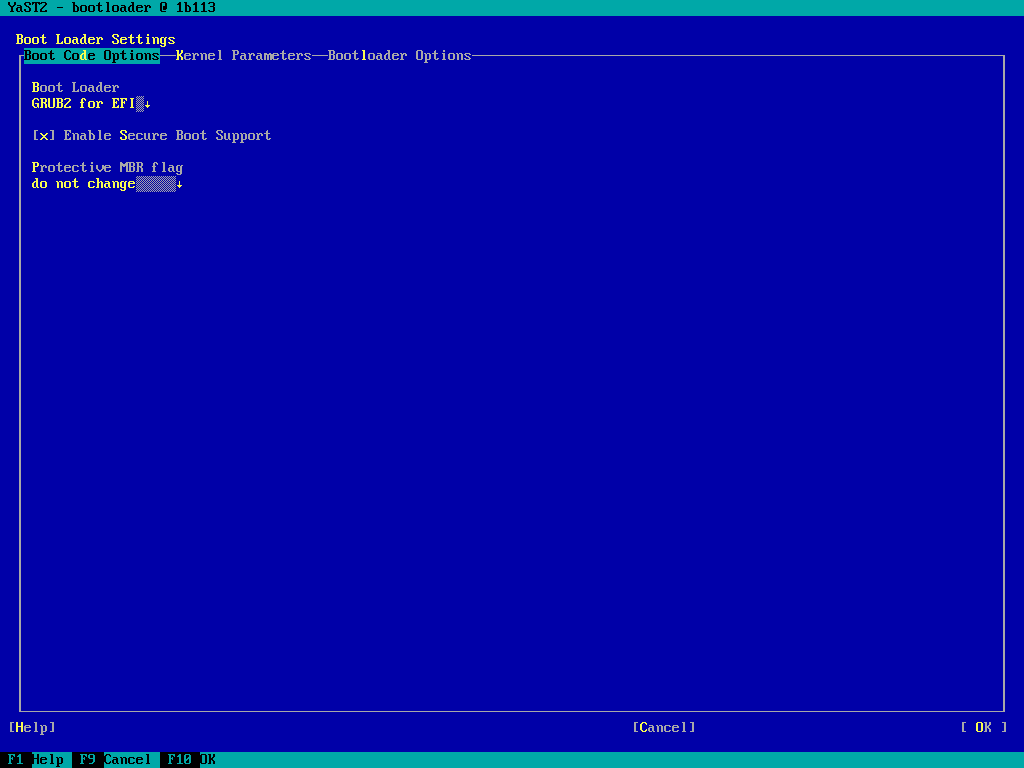 YaST2 - bootloader @ 1b113
Boot Loader Settings
Boot Code Options Kernel Parameters Bootloader Options
Boot Loader
GRUB2 for EFI↓
[x] Enable Secure Boot Support
Protective MBR flag
do not change↓
[Help] [Cancel] [ OK ]
F1 Help F9 Cancel F10 OK